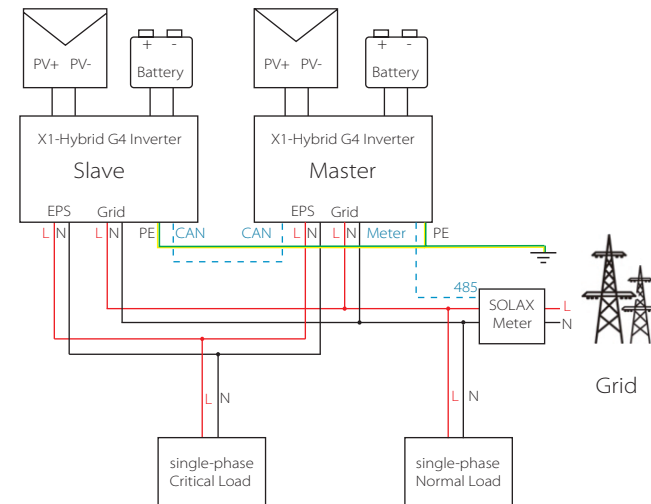 PV+ PV-
+ -
Battery
PV+ PV-
+ -
Battery
X1-Hybrid G4 Inverter
Slave
EPS Grid
L N L N PE CAN
X1-Hybrid G4 Inverter
Master
EPS Grid
CAN L N L N Meter PE
485
SOLAX
Meter
L
N
Grid
L N
L N
single-phase
Critical Load
single-phase
Normal Load